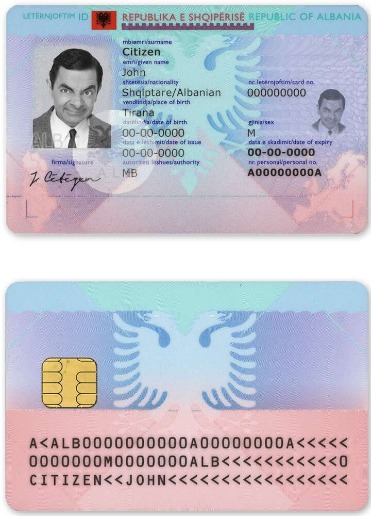 LETËRNJOFTIM ID REPUBLIKA E SHQIPËRISË REPUBLIC OF ALBANIA
mbiemri/surname
Citizen
emri/given name
John
shtetësia/nationality
Shqiptare/Albanian
nr.letërnjoftim/card no.
000000000
vendlindja/place of birth
Tirana
datëlindja/date of birth
00-00-0000
gjinia/sex
M
data e lëshimit/date of issue
00-00-0000
data e skadimit/date of expiry
00-00-0000
firma/signature
J Citizen
autoriteti lëshues/authority
MB
nr. personal/personal no.
A00000000A
A<ALB0000000000A00000000A<<<<<
0000000M0000000ALB<<<<<<<<<<<0
CITIZEN<<JOHN<<<<<<<<<<<<<<<<<